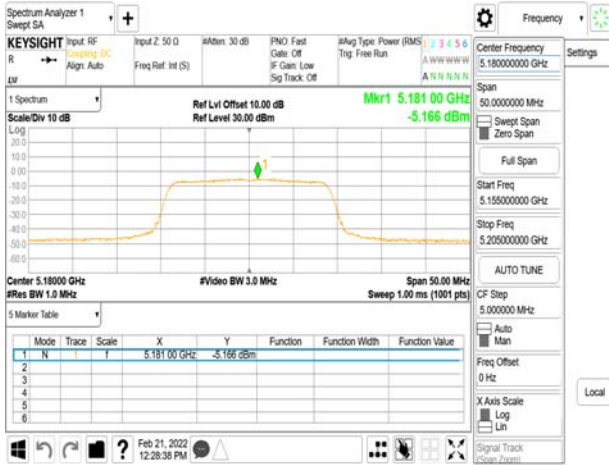 Spectrum Analyzer 1
Swept SA
Frequency
Settings
KEYSIGHT
R
Input: RF
Coupling: DC
Align: Auto
Input Z: 50 Ω
Freq Ref: Int (S)
#Atten: 30 dB
PNO: Fast
Gate: Off
IF Gain: Low
Sig Track: Off
#Avg Type: Power (RMS
Trig: Free Run
1 2 3 4 5 6
A W W W W W
A N N N N N
1 Spectrum
Scale/Div 10 dB
Ref Lvl Offset 10.00 dB
Ref Level 30.00 dBm
Mkr1 5.181 00 GHz
-5.166 dBm
Log
20.0
10.0
0.00
-10.0
-20.0
-30.0
-40.0
-50.0
-60.0
1
Center 5.18000 GHz
#Res BW 1.0 MHz
#Video BW 3.0 MHz
Span 50.00 MHz
Sweep 1.00 ms (1001 pts)
5 Marker Table
Mode Trace Scale X Y Function Function Width Function Value
1 N 1 f 5.181 00 GHz -5.166 dBm
2
3
4
5
6
Feb 21, 2022
12:28:38 PM
Center Frequency
5.180000000 GHz
Span
50.0000000 MHz
Swept Span
Zero Span
Full Span
Start Freq
5.155000000 GHz
Stop Freq
5.205000000 GHz
AUTO TUNE
CF Step
5.000000 MHz
Auto
Man
Freq Offset
0 Hz
X Axis Scale
Log
Lin
Signal Track
(Span Zoom)
Local